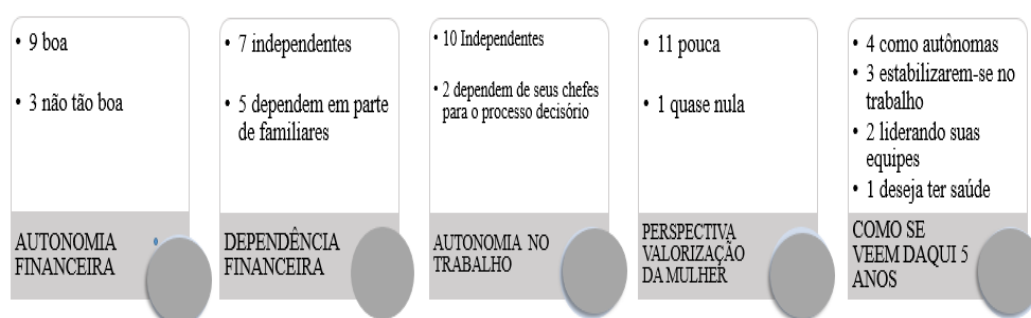 • 9 boa
• 3 não tão boa
AUTONOMIA
FINANCEIRA
• 7 independentes
• 5 dependem em parte
de familiares
DEPENDÊNCIA
FINANCEIRA
• 10 Independentes
• 2 dependem de seus chefes
para o processo decisório
AUTONOMIA NO
TRABALHO
• 11 pouca
• 1 quase nula
PERSPECTIVA
VALORIZAÇÃO
DA MULHER
• 4 como autônomas
• 3 estabilizarem-se no
trabalho
• 2 liderando suas
equipes
• 1 deseja ter saúde
COMO SE
VEEM DAQUI 5
ANOS